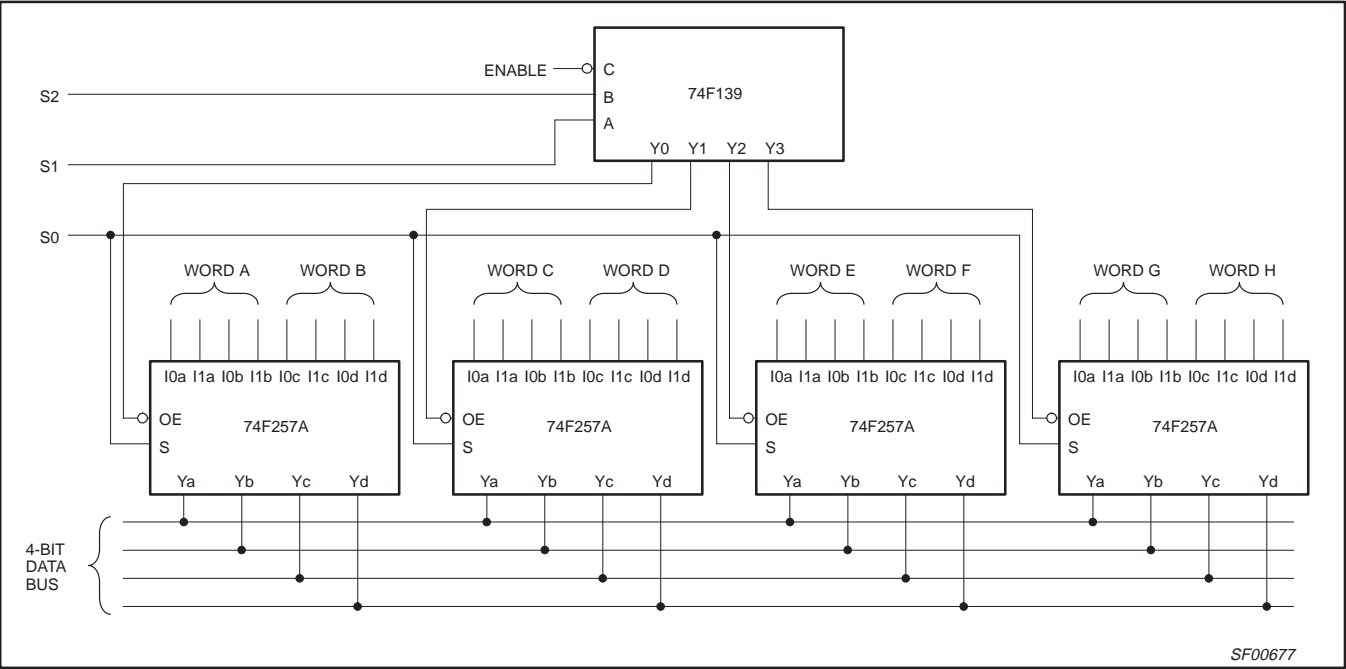 ENABLE
C
S2
B
74F139
A
Y0 Y1 Y2 Y3
S1
S0
WORD A WORD B WORD C WORD D WORD E WORD F WORD G WORD H
I0a I1a I0b I1b I0c I1c I0d I1d I0a I1a I0b I1b I0c I1c I0d I1d I0a I1a I0b I1b I0c I1c I0d I1d I0a I1a I0b I1b I0c I1c I0d I1d
OE 74F257A OE 74F257A OE 74F257A OE 74F257A
S S S S
Ya Yb Yc Yd Ya Yb Yc Yd Ya Yb Yc Yd Ya Yb Yc Yd
4-BIT
DATA
BUS
SF00677